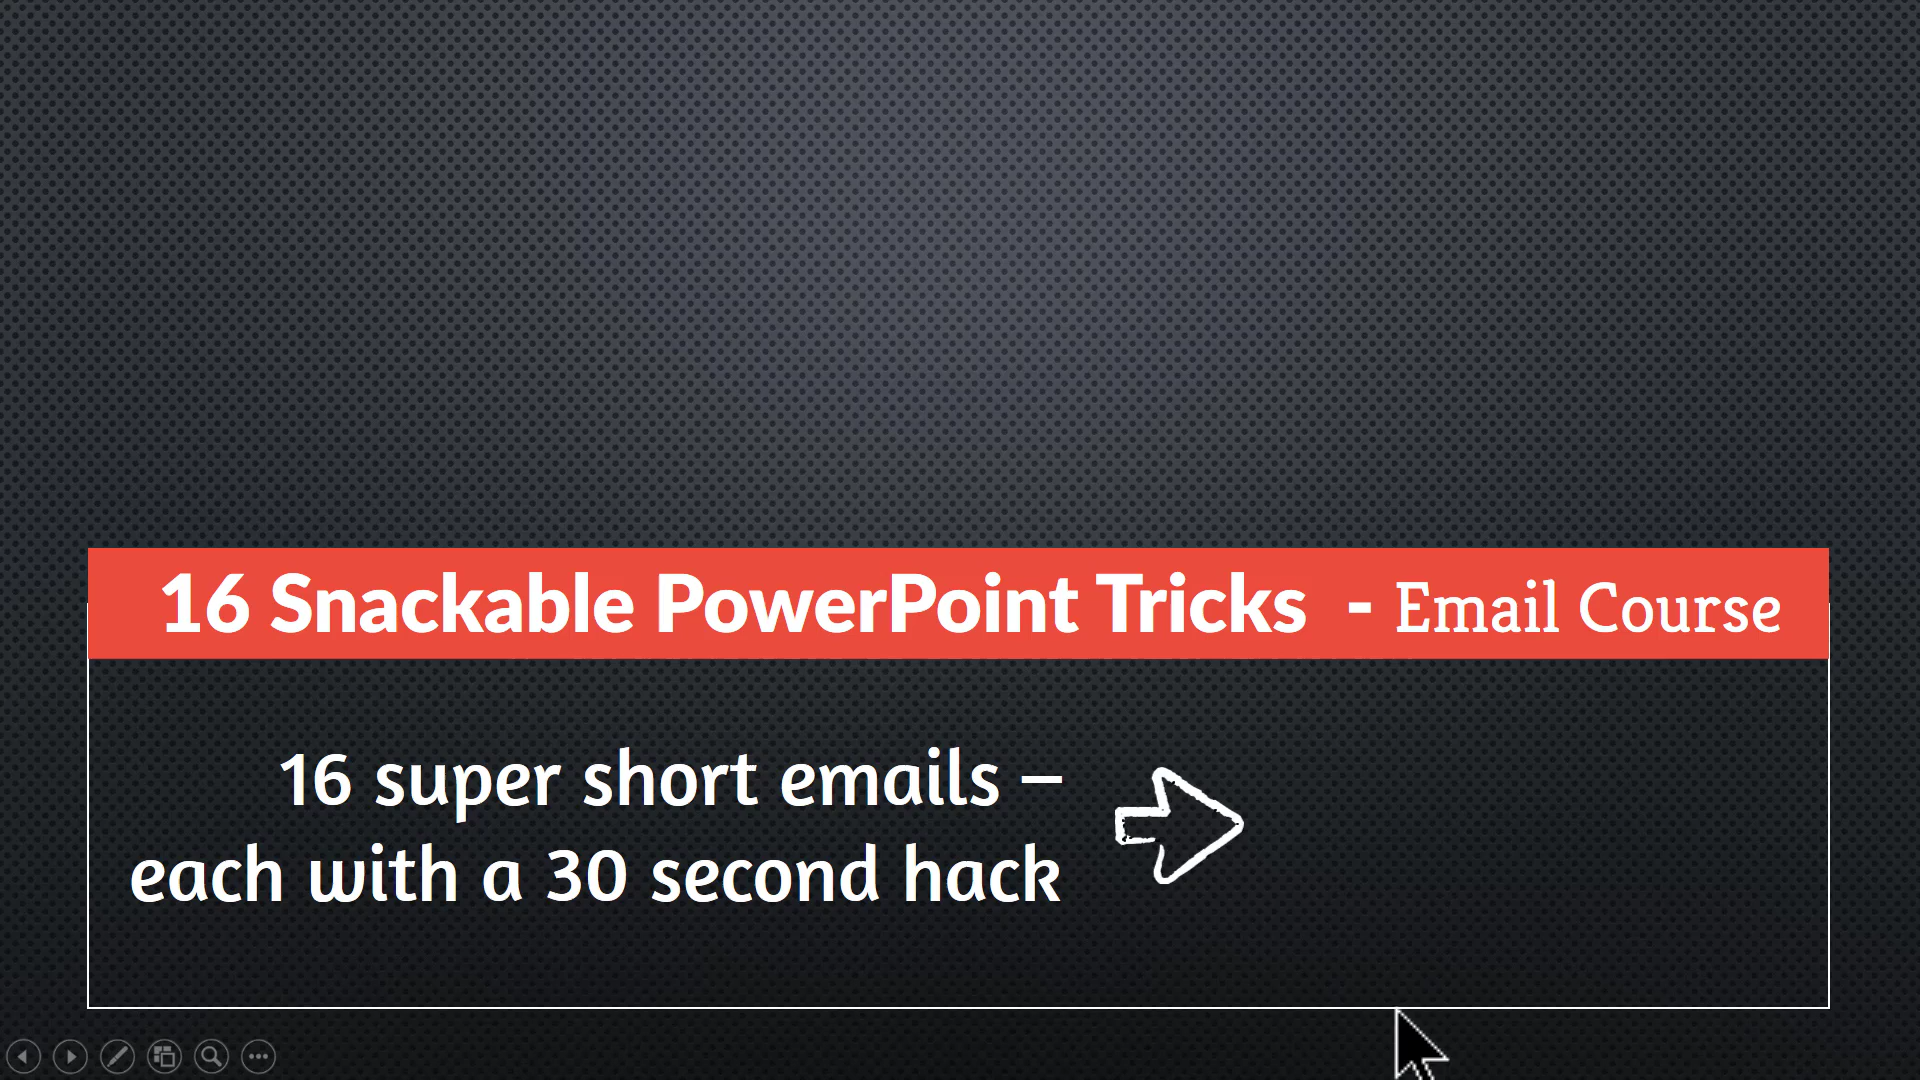 16 Snackable PowerPoint Tricks - Email Course
16 super short emails –
each with a 30 second hack